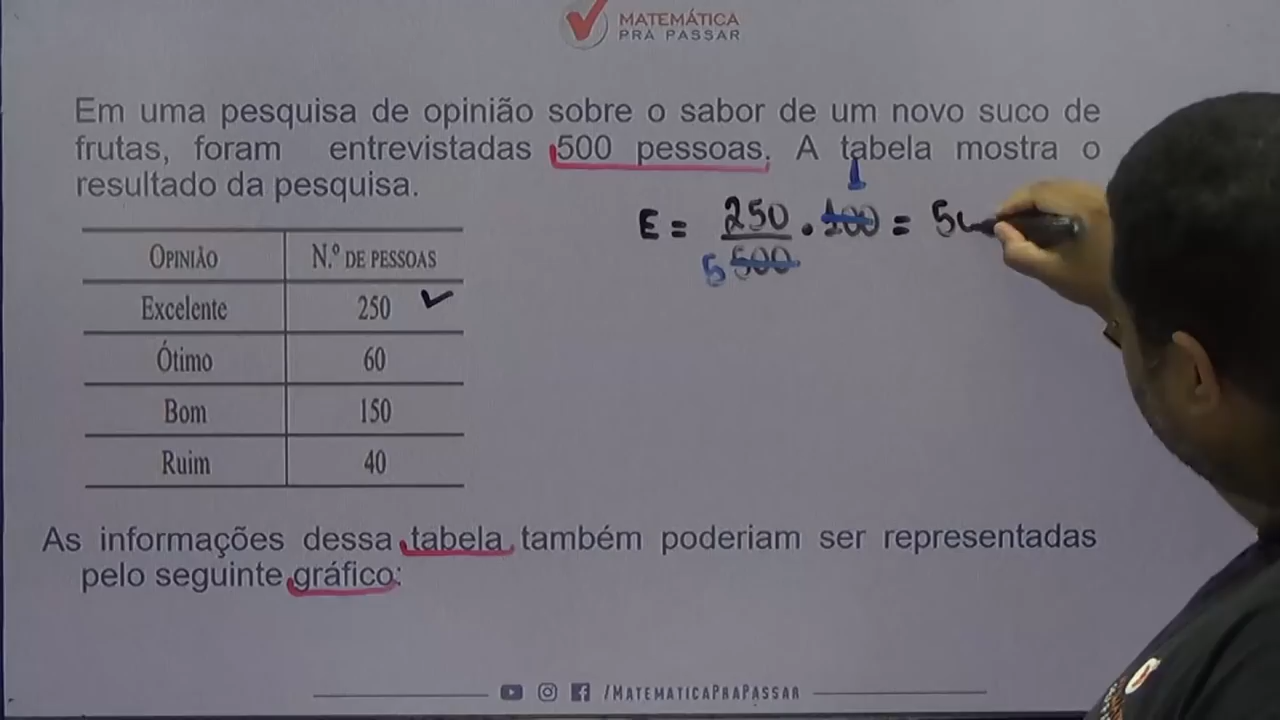 MATEMÁTICA
PRA PASSAR
Em uma pesquisa de opinião sobre o sabor de um novo suco de
frutas, foram entrevistadas 500 pessoas. A tabela mostra o
resultado da pesquisa.
1
E = 250 . 100 = 50
5 500
OPINIÃO N.º DE PESSOAS
Excelente 250
Ótimo 60
Bom 150
Ruim 40
As informações dessa tabela também poderiam ser representadas
pelo seguinte gráfico:
/MATEMATICAPRAPASSAR